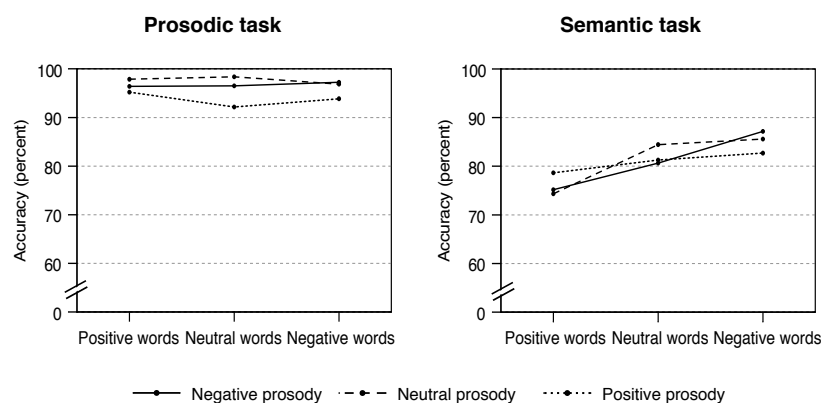 Prosodic task
100
90
80
70
60
0
Accuracy (percent)
Positive words Neutral words Negative words
Semantic task
100
90
80
70
60
0
Accuracy (percent)
Positive words Neutral words Negative words
Negative prosody Neutral prosody Positive prosody